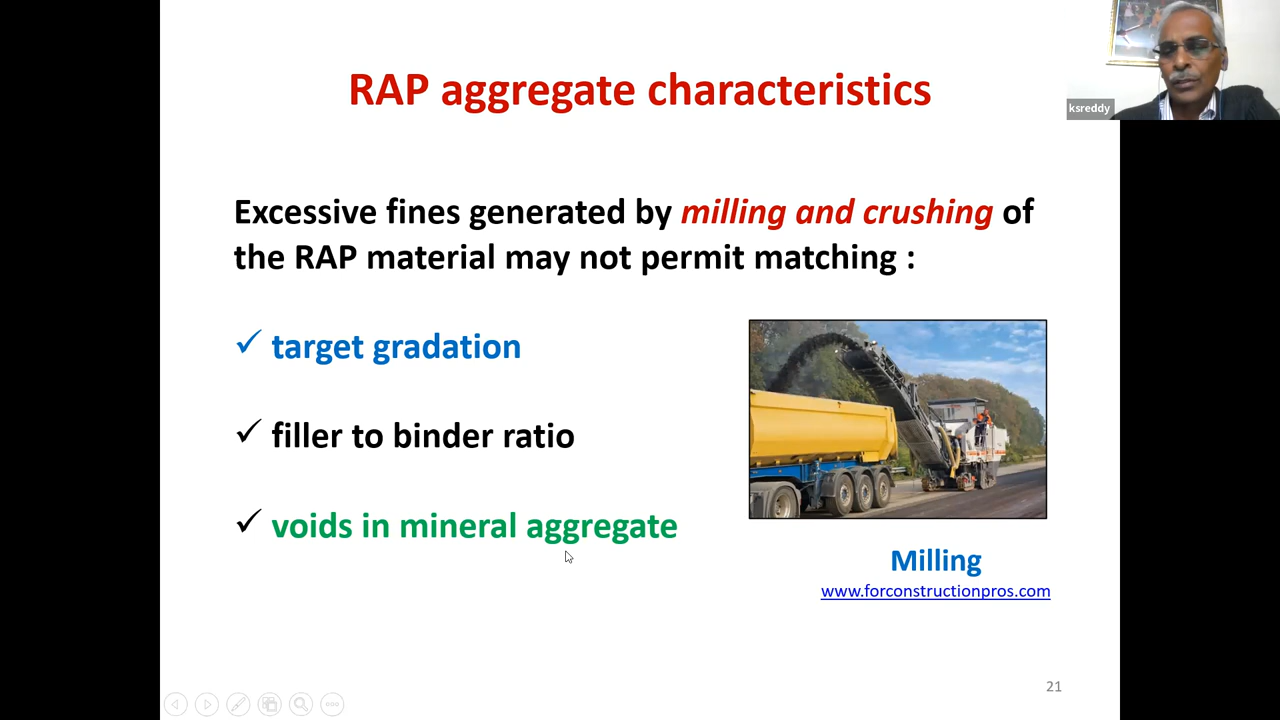 RAP aggregate characteristics
ksreddy
Excessive fines generated by milling and crushing of
the RAP material may not permit matching :
✓ target gradation
✓ filler to binder ratio
✓ voids in mineral aggregate
Milling
www.forconstructionpros.com
21